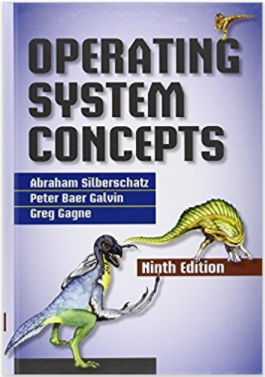 OPERATING
SYSTEM
CONCEPTS
Abraham Silberschatz
Peter Baer Galvin
Greg Gagne
Ninth Edition